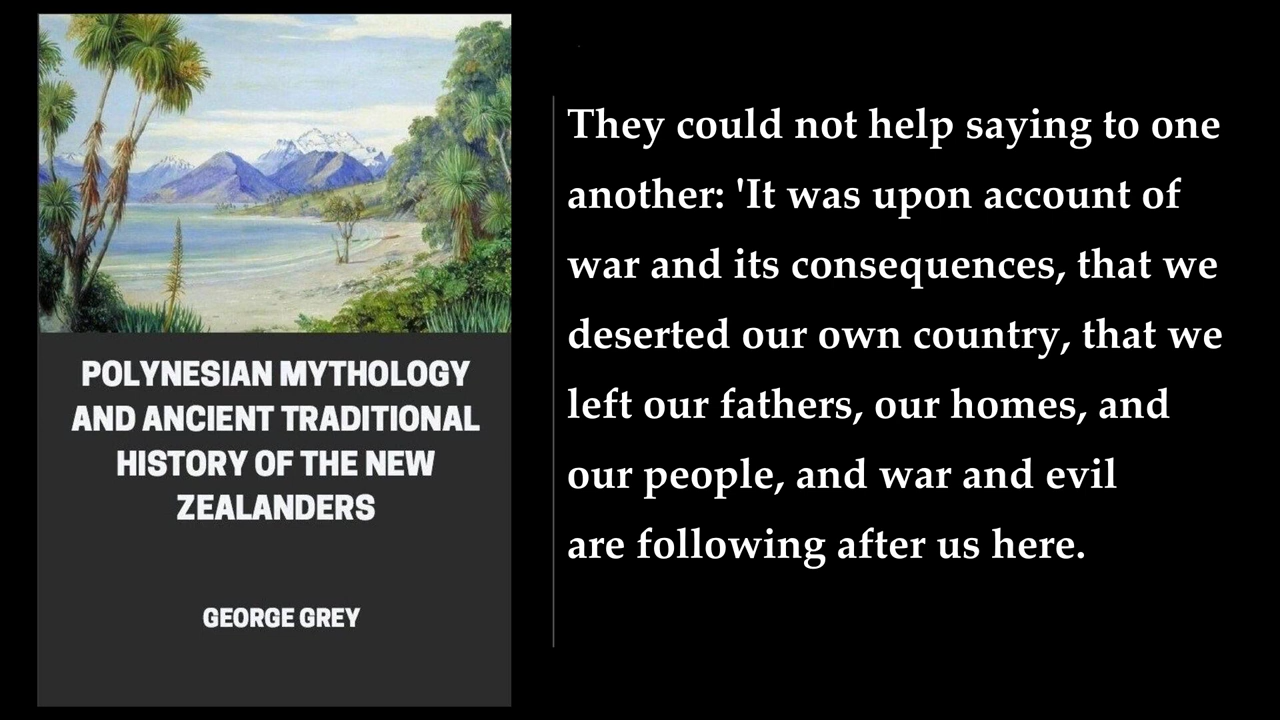 POLYNESIAN MYTHOLOGY
AND ANCIENT TRADITIONAL
HISTORY OF THE NEW
ZEALANDERS
GEORGE GREY
They could not help saying to one
another: 'It was upon account of
war and its consequences, that we
deserted our own country, that we
left our fathers, our homes, and
our people, and war and evil
are following after us here.